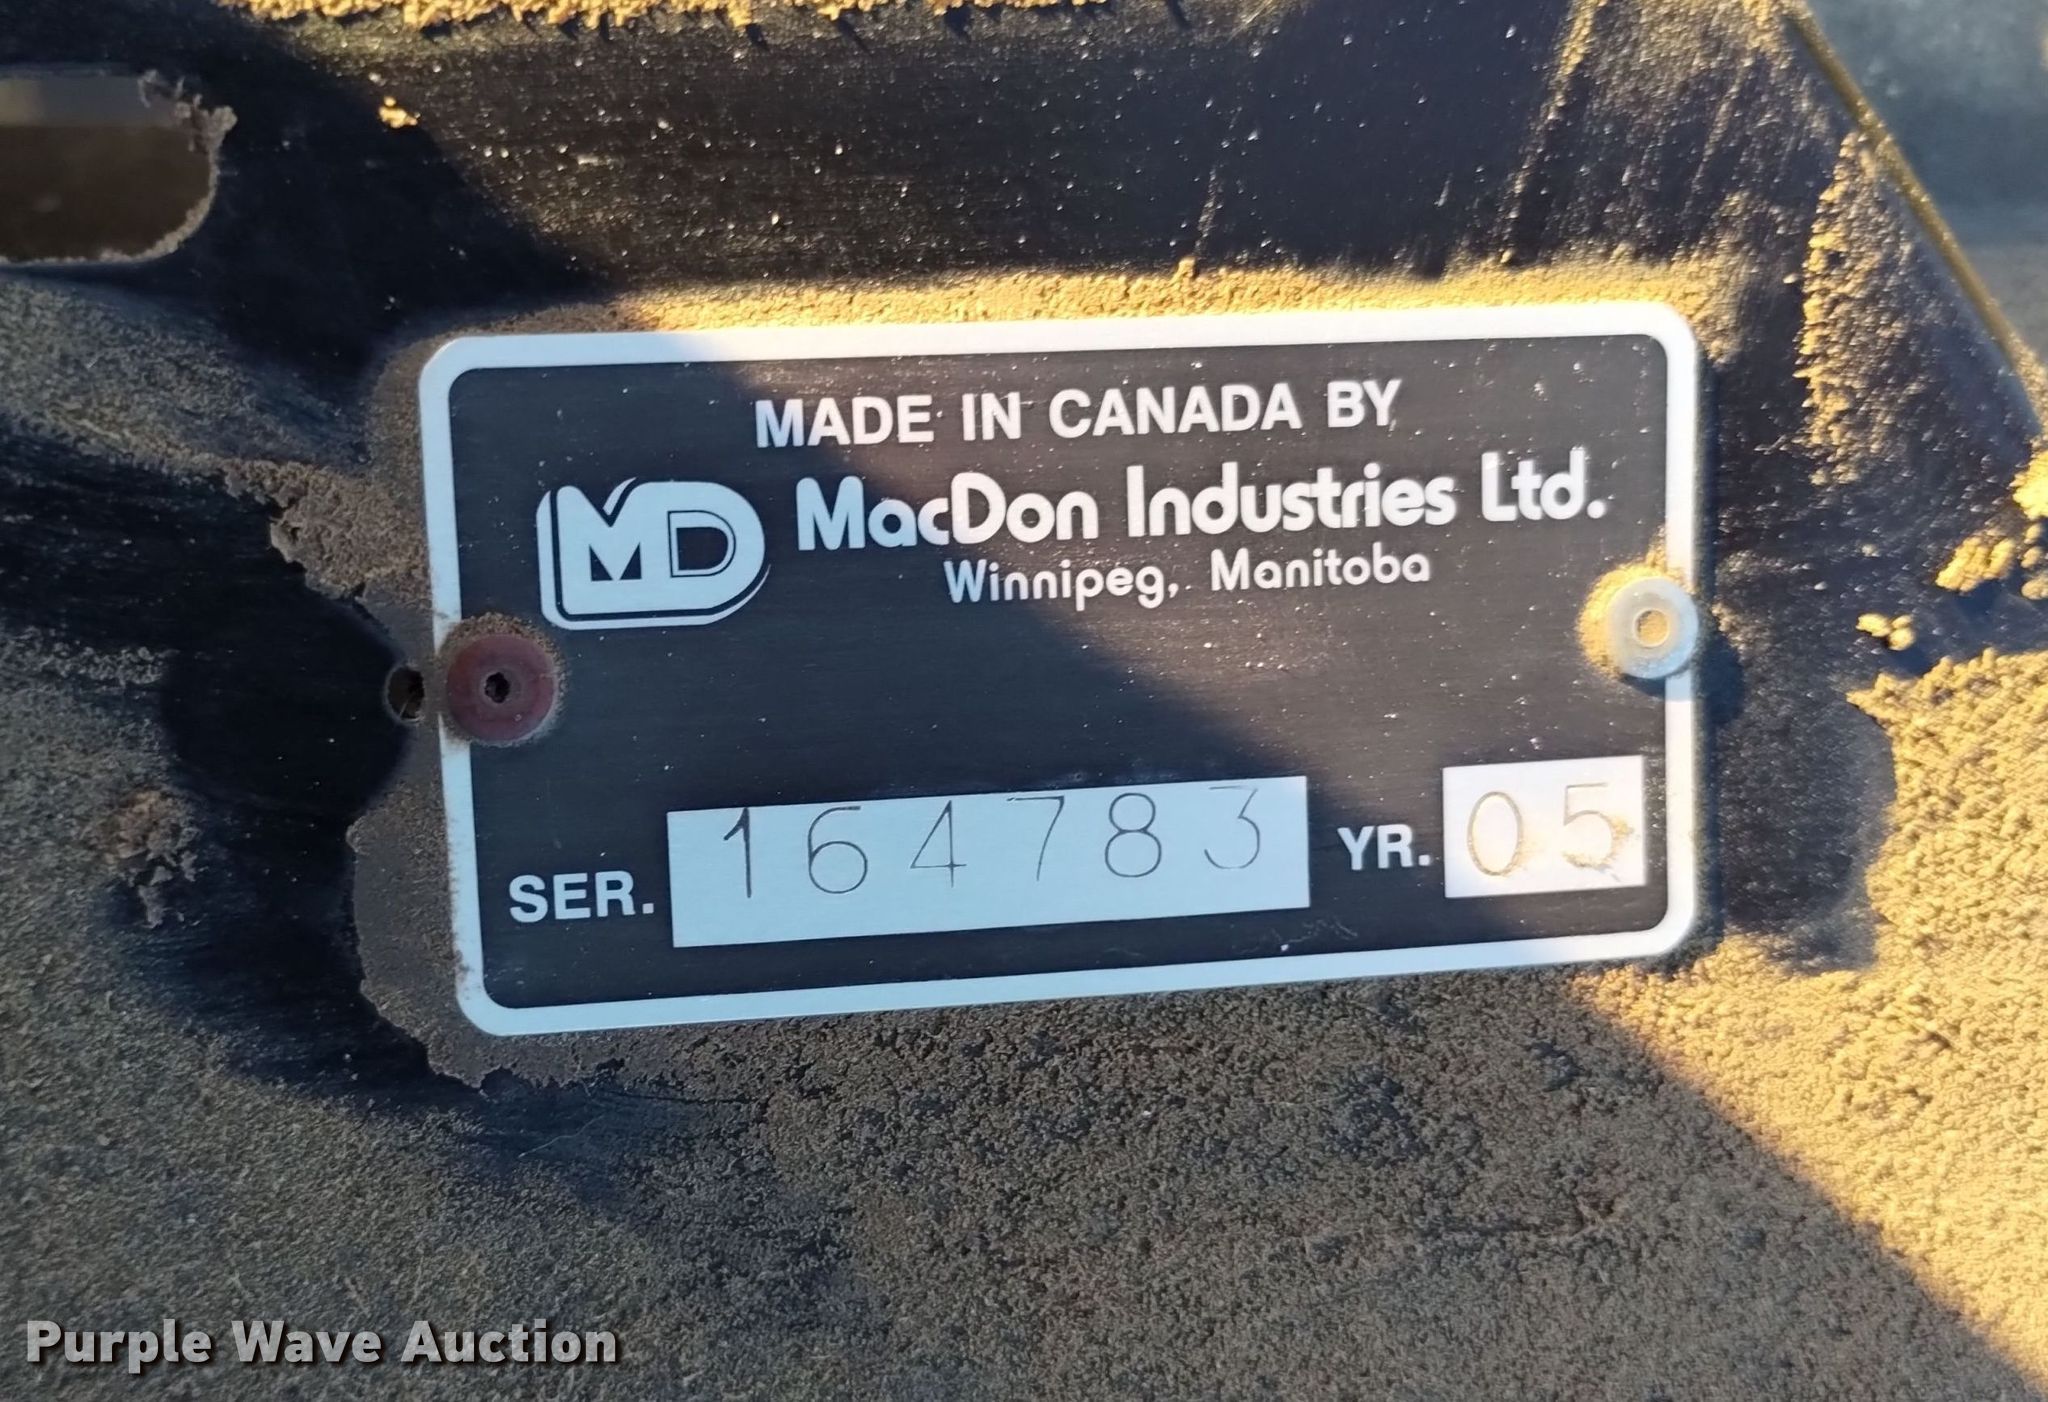 MADE IN CANADA BY
MD MacDon Industries Ltd.
Winnipeg, Manitoba
SER. 164783 YR. 05
Purple Wave Auction